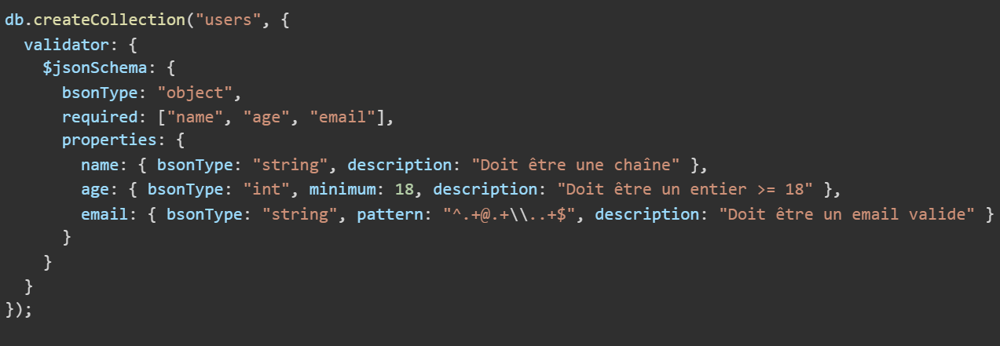 db.createCollection("users", {
  validator: {
    $jsonSchema: {
      bsonType: "object",
      required: ["name", "age", "email"],
      properties: {
        name: { bsonType: "string", description: "Doit être une chaîne" },
        age: { bsonType: "int", minimum: 18, description: "Doit être un entier >= 18" },
        email: { bsonType: "string", pattern: "^.+@.+\\..+$", description: "Doit être un email valide" }
      }
    }
  }
});